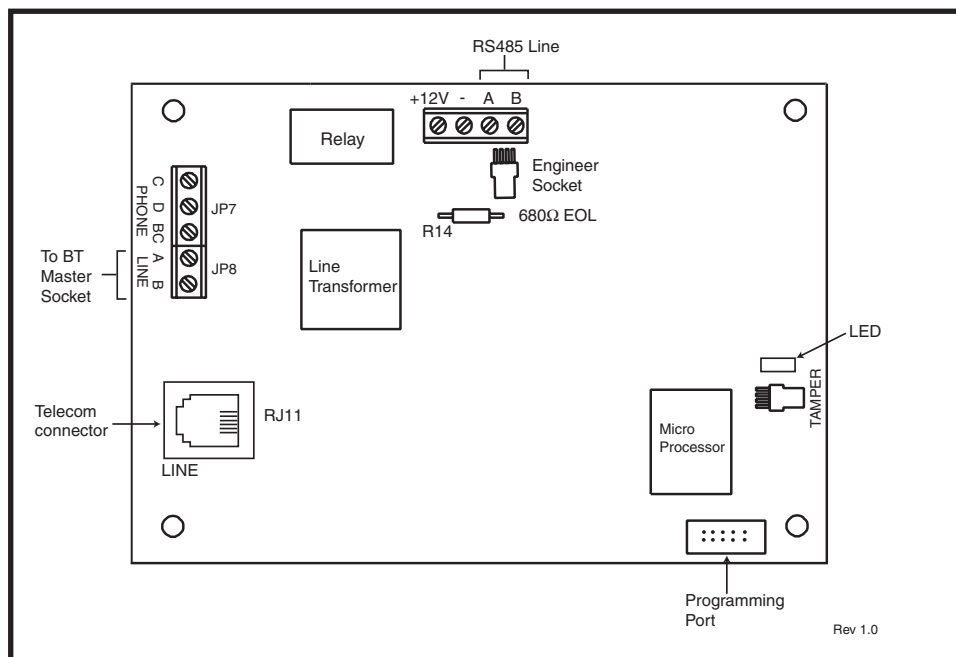 RS485 Line
+12V - A B
Relay
Engineer
Socket
R14
680Ω EOL
C D BC
PHONE
JP7
A B
LINE
JP8
To BT
Master
Socket
Line
Transformer
LED
TAMPER
Telecom
connector
RJ11
LINE
Micro
Processor
Programming
Port
Rev 1.0